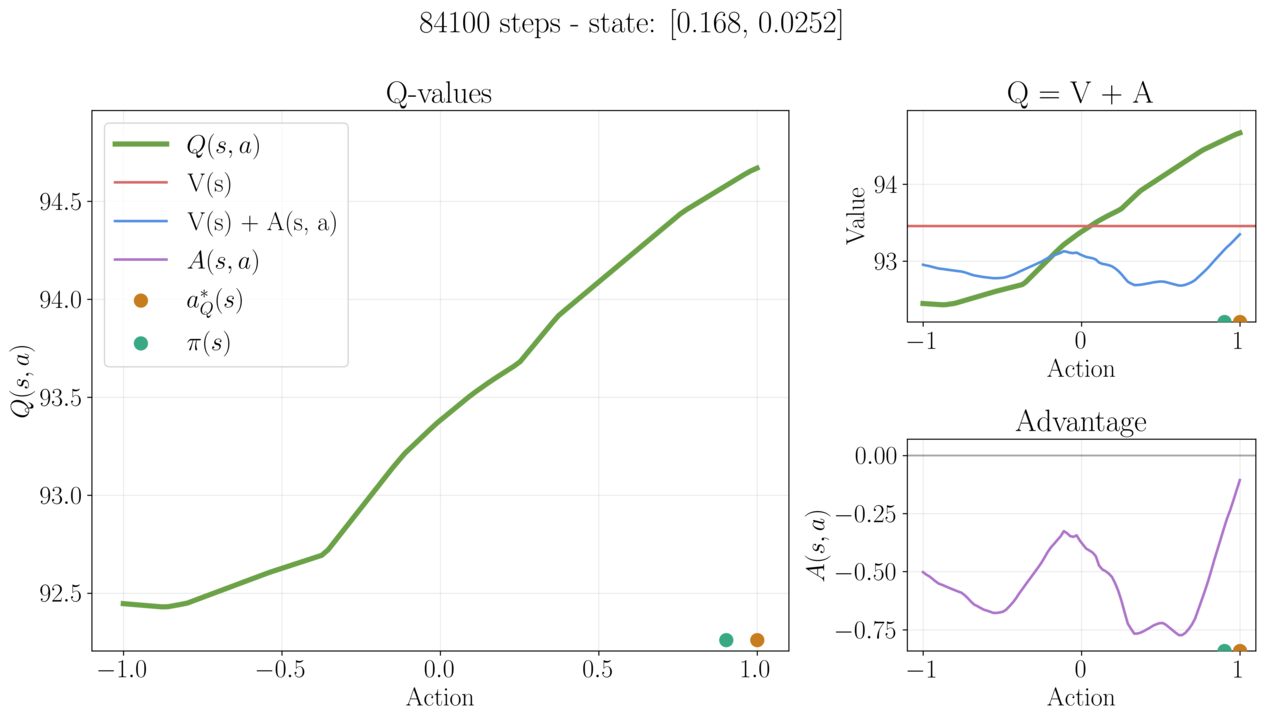 84100 steps - state: [0.168, 0.0252]
Q-values
Q(s, a)
V(s)
V(s) + A(s, a)
A(s, a)
a*_Q(s)
π(s)
Q(s, a)
94.5
94.0
93.5
93.0
92.5
−1.0 −0.5 0.0 0.5 1.0
Action
Q = V + A
Value
94
93
−1 0 1
Action
Advantage
A(s, a)
0.00
−0.25
−0.50
−0.75
−1 0 1
Action